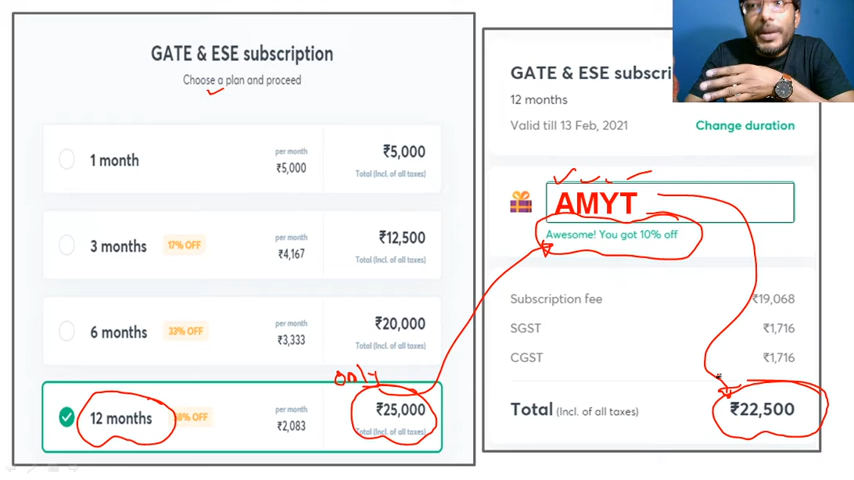 GATE & ESE subscription
Choose a plan and proceed
1 month
per month
₹5,000
₹5,000
Total (Incl. of all taxes)
3 months
17% OFF
per month
₹4,167
₹12,500
Total (Incl. of all taxes)
6 months
33% OFF
per month
₹3,333
₹20,000
Total (Incl. of all taxes)
only
12 months
8% OFF
per month
₹2,083
₹25,000
Total (Incl. of all taxes)
GATE & ESE subscri
12 months
Valid till 13 Feb, 2021
Change duration
AMYT
Awesome! You got 10% off
Subscription fee
₹19,068
SGST
₹1,716
CGST
₹1,716
Total (Incl. of all taxes)
₹22,500